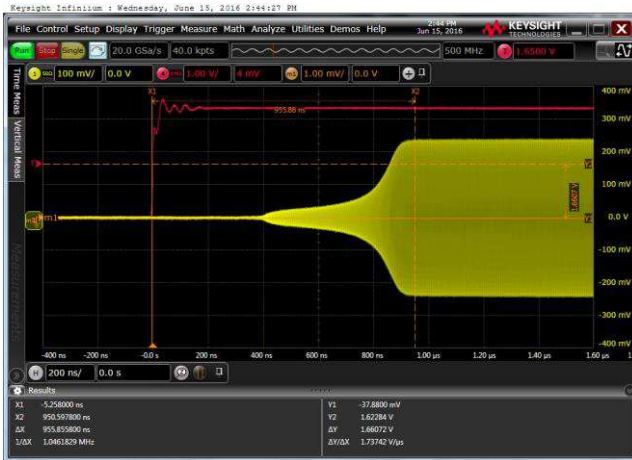 Keysight Infiniium : Wednesday, June 15, 2016 2:44:27 PM
File Control Setup Display Trigger Measure Math Analyze Utilities Demos Help
2:44 PM
Jun 15, 2016
KEYSIGHT
TECHNOLOGIES
Run Stop Single 20.0 GSa/s 40.0 kpts 500 MHz 1.6500 V
1 100 mV/ 0.0 V 1.00 V/ 4 mV m1 1.00 mV/ 0.0 V
Time Meas
Vertical Meas
Measurements
X1 X2
955.86 ns
400 mV
300 mV
200 mV
100 mV
0.0 V
-100 mV
-200 mV
-300 mV
-400 mV
m1
1.6607 V
-400 ns -200 ns -0.0 s 200 ns 400 ns 600 ns 800 ns 1.00 µs 1.20 µs 1.40 µs 1.60 µs
H 200 ns/ 0.0 s
Results
X1 -5.258000 ns
X2 950.597800 ns
ΔX 955.855800 ns
1/ΔX 1.0461829 MHz
Y1 -37.8800 mV
Y2 1.62284 V
ΔY 1.66072 V
ΔY/ΔX 1.73742 V/µs